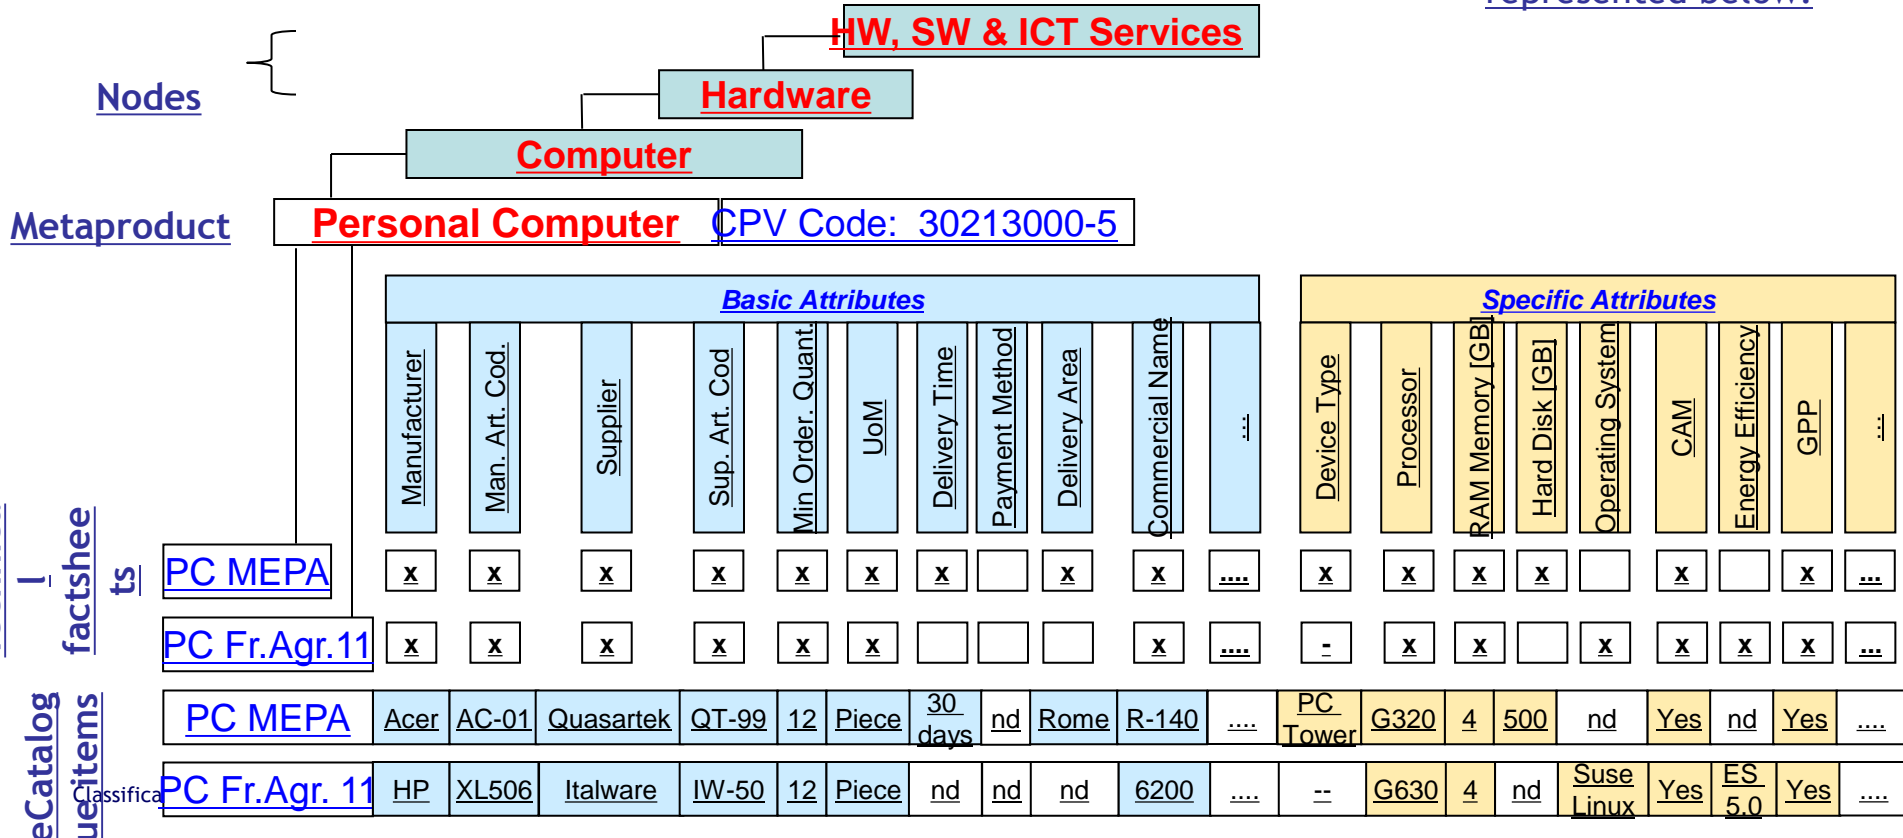 represented below:
HW, SW & ICT Services
Nodes
Hardware
Computer
Metaproduct
Personal Computer CPV Code: 30213000-5
Basic Attributes Specific Attributes
Manufacturer
Man. Art. Cod.
Supplier
Sup. Art. Cod
Min Order. Quant.
UoM
Delivery Time
Payment Method
Delivery Area
Commercial Name
...
Device Type
Processor
RAM Memory [GB]
Hard Disk [GB]
Operating System
CAM
Energy Efficiency
GPP
...
l
factshee
ts
PC MEPA x x x x x x x x x .... x x x x x x ...
PC Fr.Agr.11 x x x x x x x .... - x x x x x x ...
eCatalog
ueitems
PC MEPA Acer AC-01 Quasartek QT-99 12 Piece 30 days nd Rome R-140 .... PC Tower G320 4 500 nd Yes nd Yes ....
Classifica
PC Fr.Agr. 11 HP XL506 Italware IW-50 12 Piece nd nd nd 6200 .... -- G630 4 nd Suse Linux Yes ES 5.0 Yes ....